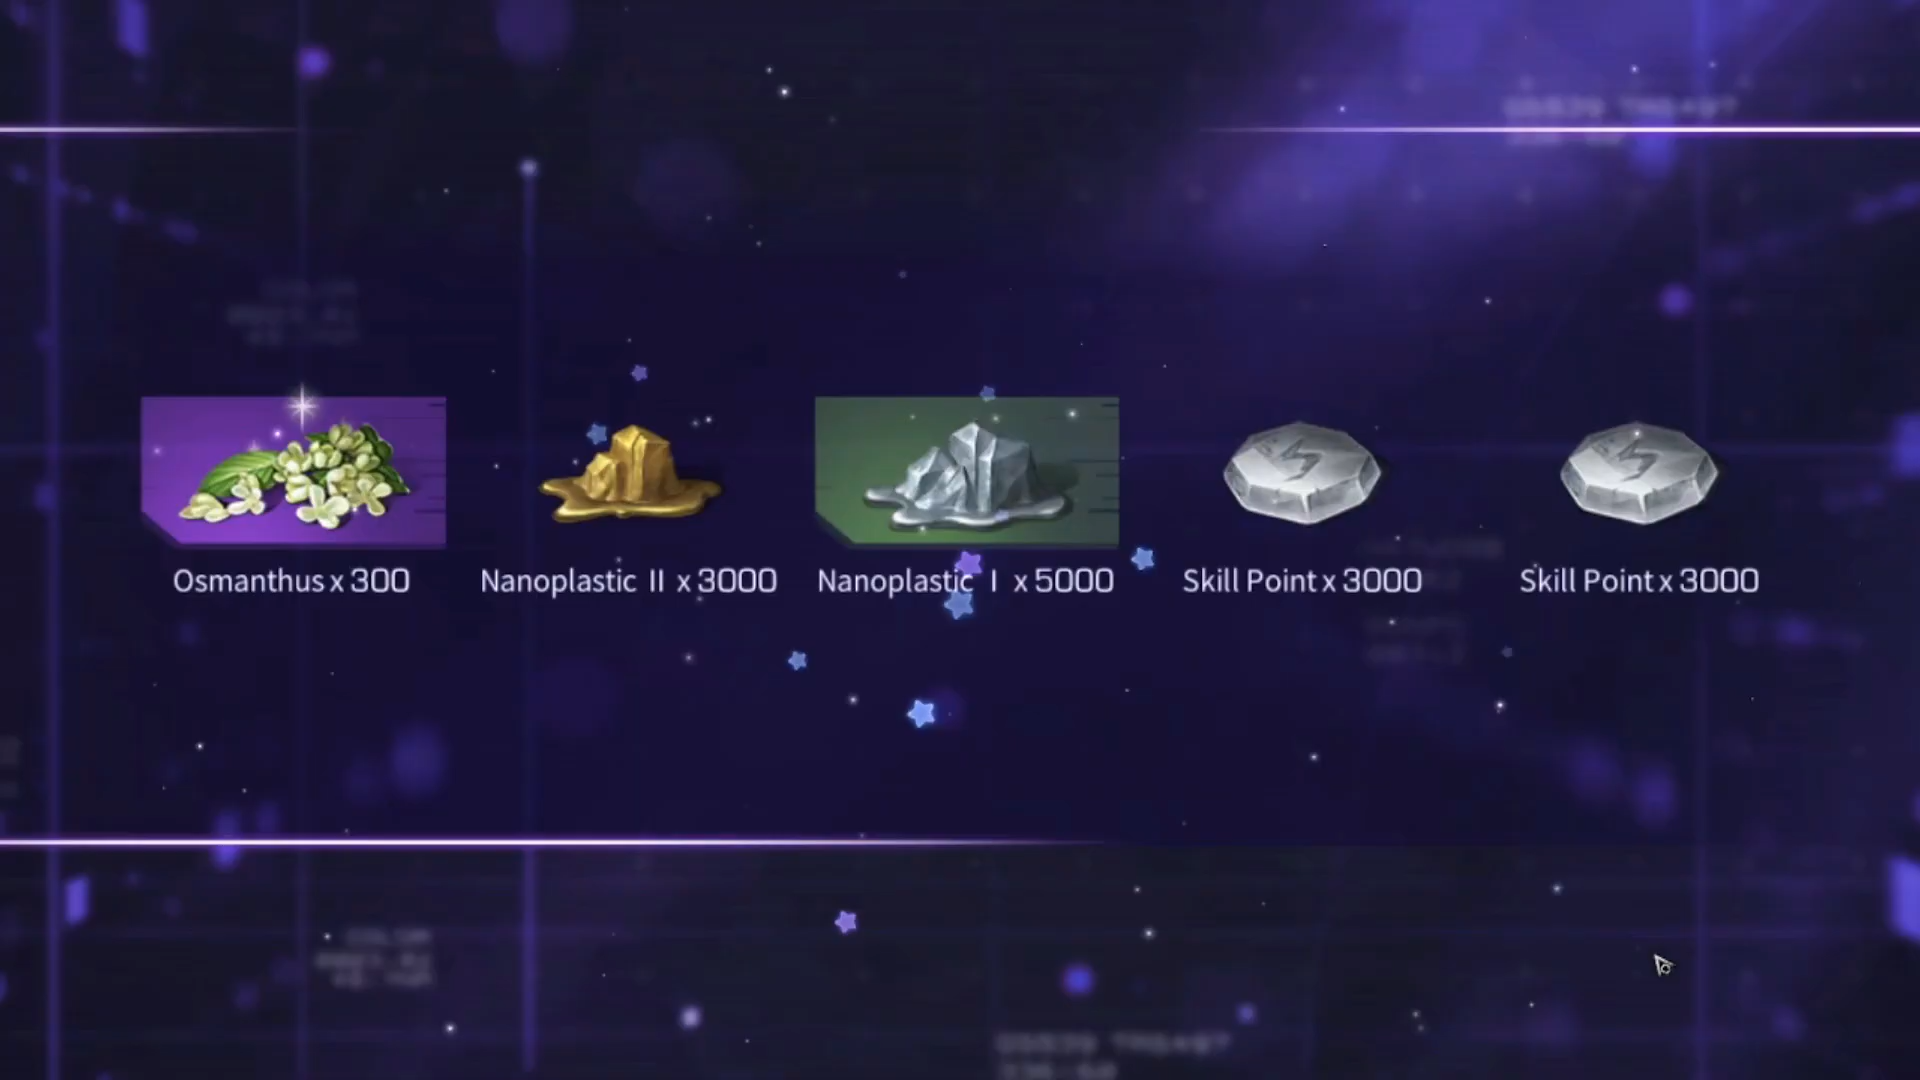 Osmanthus x 300
Nanoplastic II x 3000
Nanoplastic I x 5000
Skill Point x 3000
Skill Point x 3000